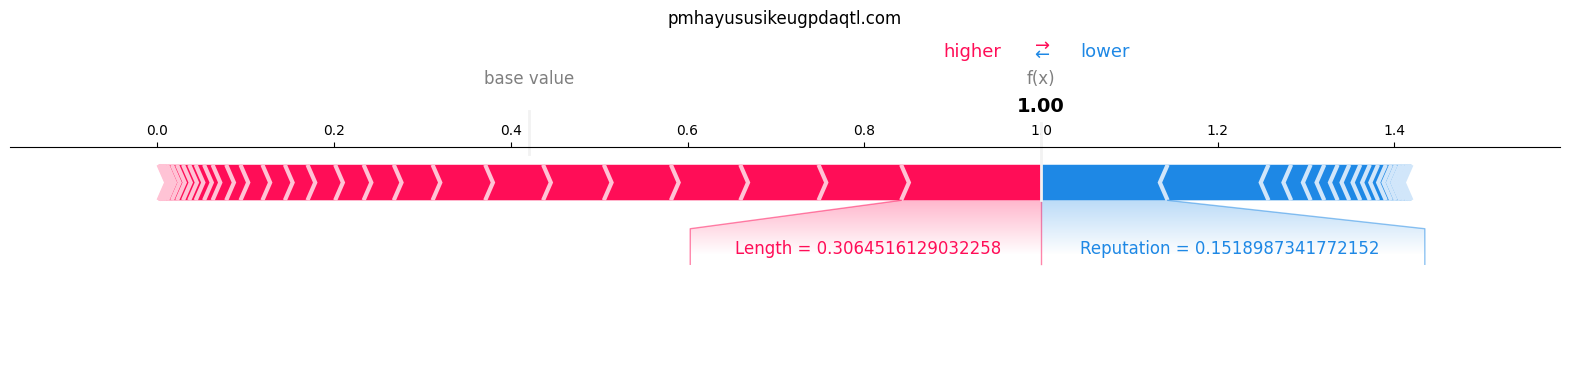 pmhayususikeugpdaqtl.com
higher → ← lower
base value f(x)
1.00
0.0 0.2 0.4 0.6 0.8 1.0 1.2 1.4
Length = 0.3064516129032258 Reputation = 0.1518987341772152